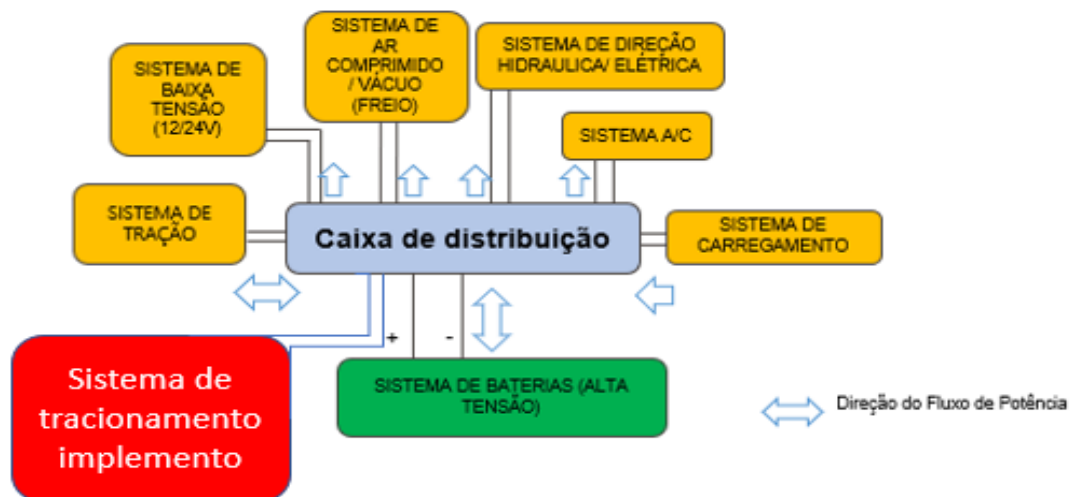 SISTEMA DE
AR
COMPRIMIDO
/ VÁCUO
(FREIO)
SISTEMA DE DIREÇÃO
HIDRAULICA/ ELÉTRICA
SISTEMA DE
BAIXA
TENSÃO
(12/24V)
SISTEMA A/C
SISTEMA DE
TRAÇÃO
Caixa de distribuição
SISTEMA DE
CARREGAMENTO
+
-
Sistema de
tracionamento
implemento
SISTEMA DE BATERIAS (ALTA
TENSÃO)
Direção do Fluxo de Potência